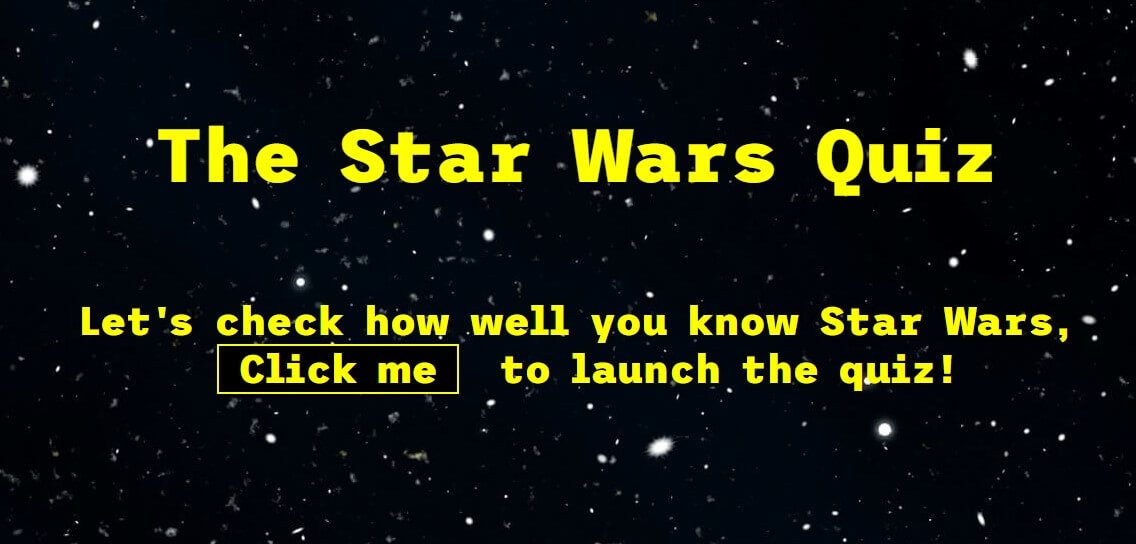 The Star Wars Quiz
Let's check how well you know Star Wars,
Click me to launch the quiz!